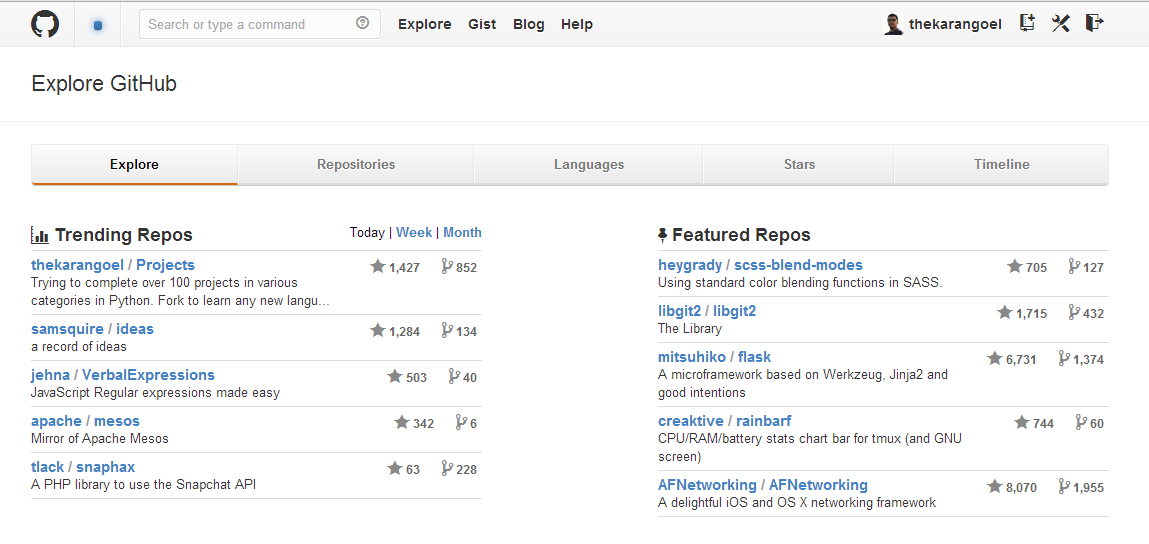 Search or type a command
Explore Gist Blog Help
thekarangoel
Explore GitHub
Explore Repositories Languages Stars Timeline
Trending Repos Today | Week | Month
thekarangoel / Projects 1,427 852
Trying to complete over 100 projects in various
categories in Python. Fork to learn any new langu...
samsquire / ideas 1,284 134
a record of ideas
jehna / VerbalExpressions 503 40
JavaScript Regular expressions made easy
apache / mesos 342 6
Mirror of Apache Mesos
tlack / snaphax 63 228
A PHP library to use the Snapchat API
Featured Repos
heygrady / scss-blend-modes 705 127
Using standard color blending functions in SASS.
libgit2 / libgit2 1,715 432
The Library
mitsuhiko / flask 6,731 1,374
A microframework based on Werkzeug, Jinja2 and
good intentions
creaktive / rainbarf 744 60
CPU/RAM/battery stats chart bar for tmux (and GNU
screen)
AFNetworking / AFNetworking 8,070 1,955
A delightful iOS and OS X networking framework